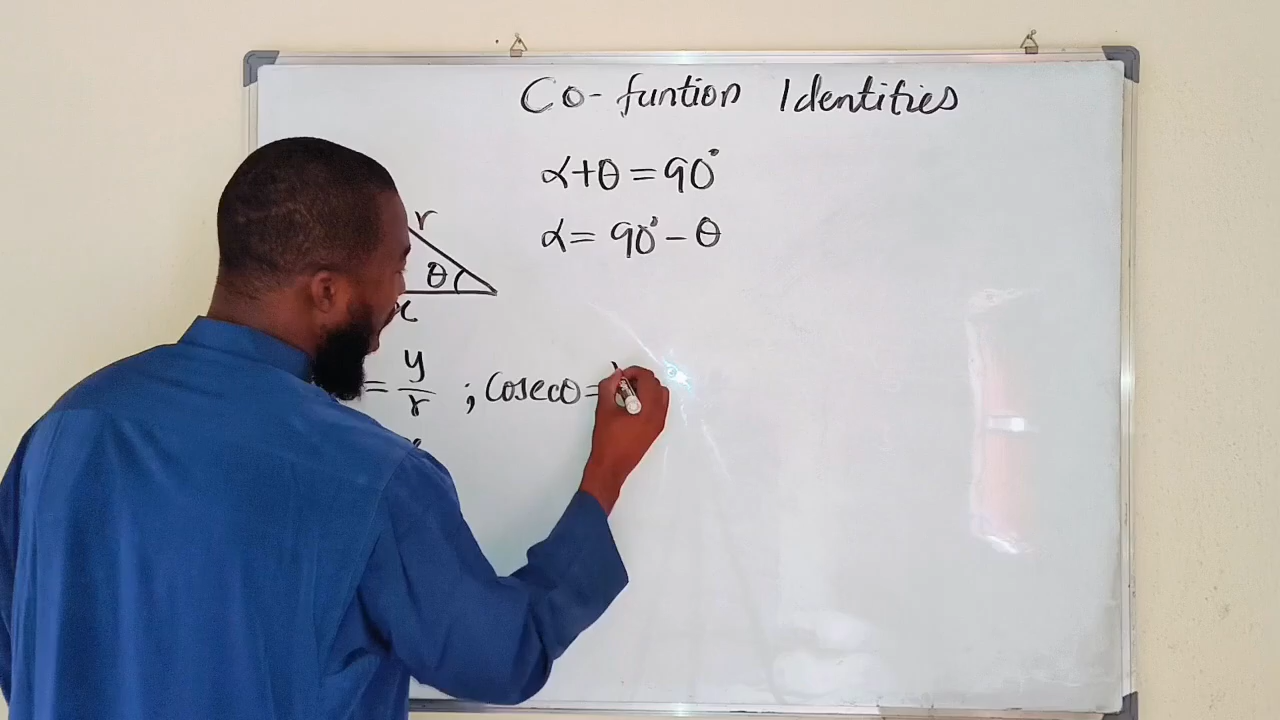 Co-funtion Identities
α+θ=90°
α= 90°-θ
r
θ
x
= y/r ; Cosecθ=